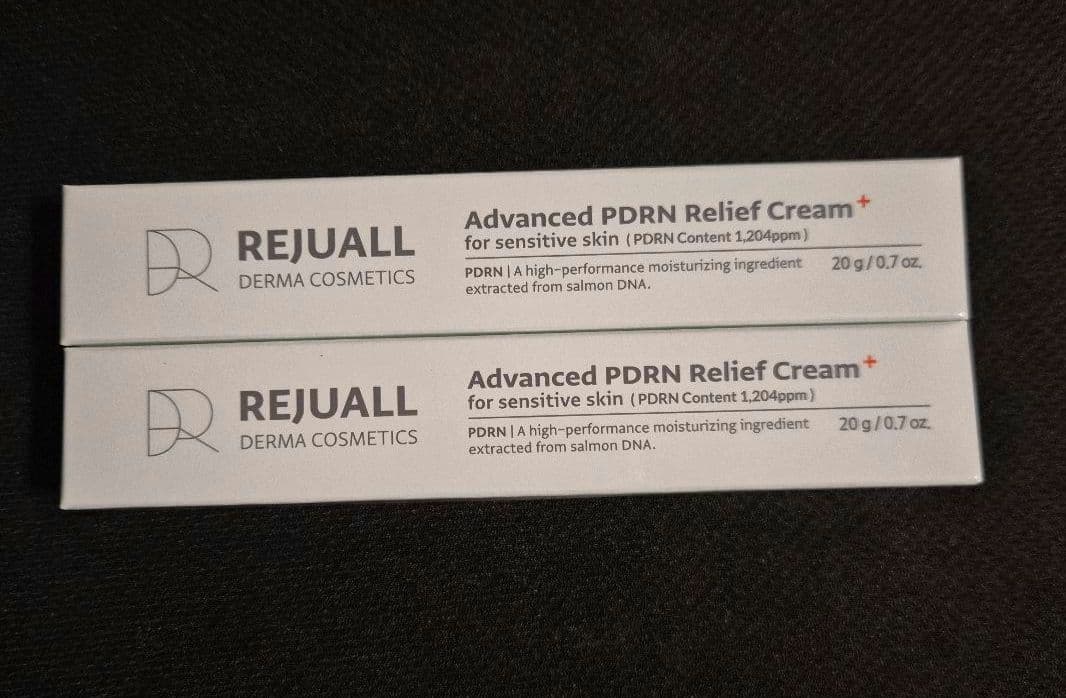 REJUALL
DERMA COSMETICS
Advanced PDRN Relief Cream+
for sensitive skin (PDRN Content 1,204ppm)
PDRN | A high-performance moisturizing ingredient
extracted from salmon DNA.
20 g / 0.7 oz.
REJUALL
DERMA COSMETICS
Advanced PDRN Relief Cream+
for sensitive skin (PDRN Content 1,204ppm)
PDRN | A high-performance moisturizing ingredient
extracted from salmon DNA.
20 g / 0.7 oz.